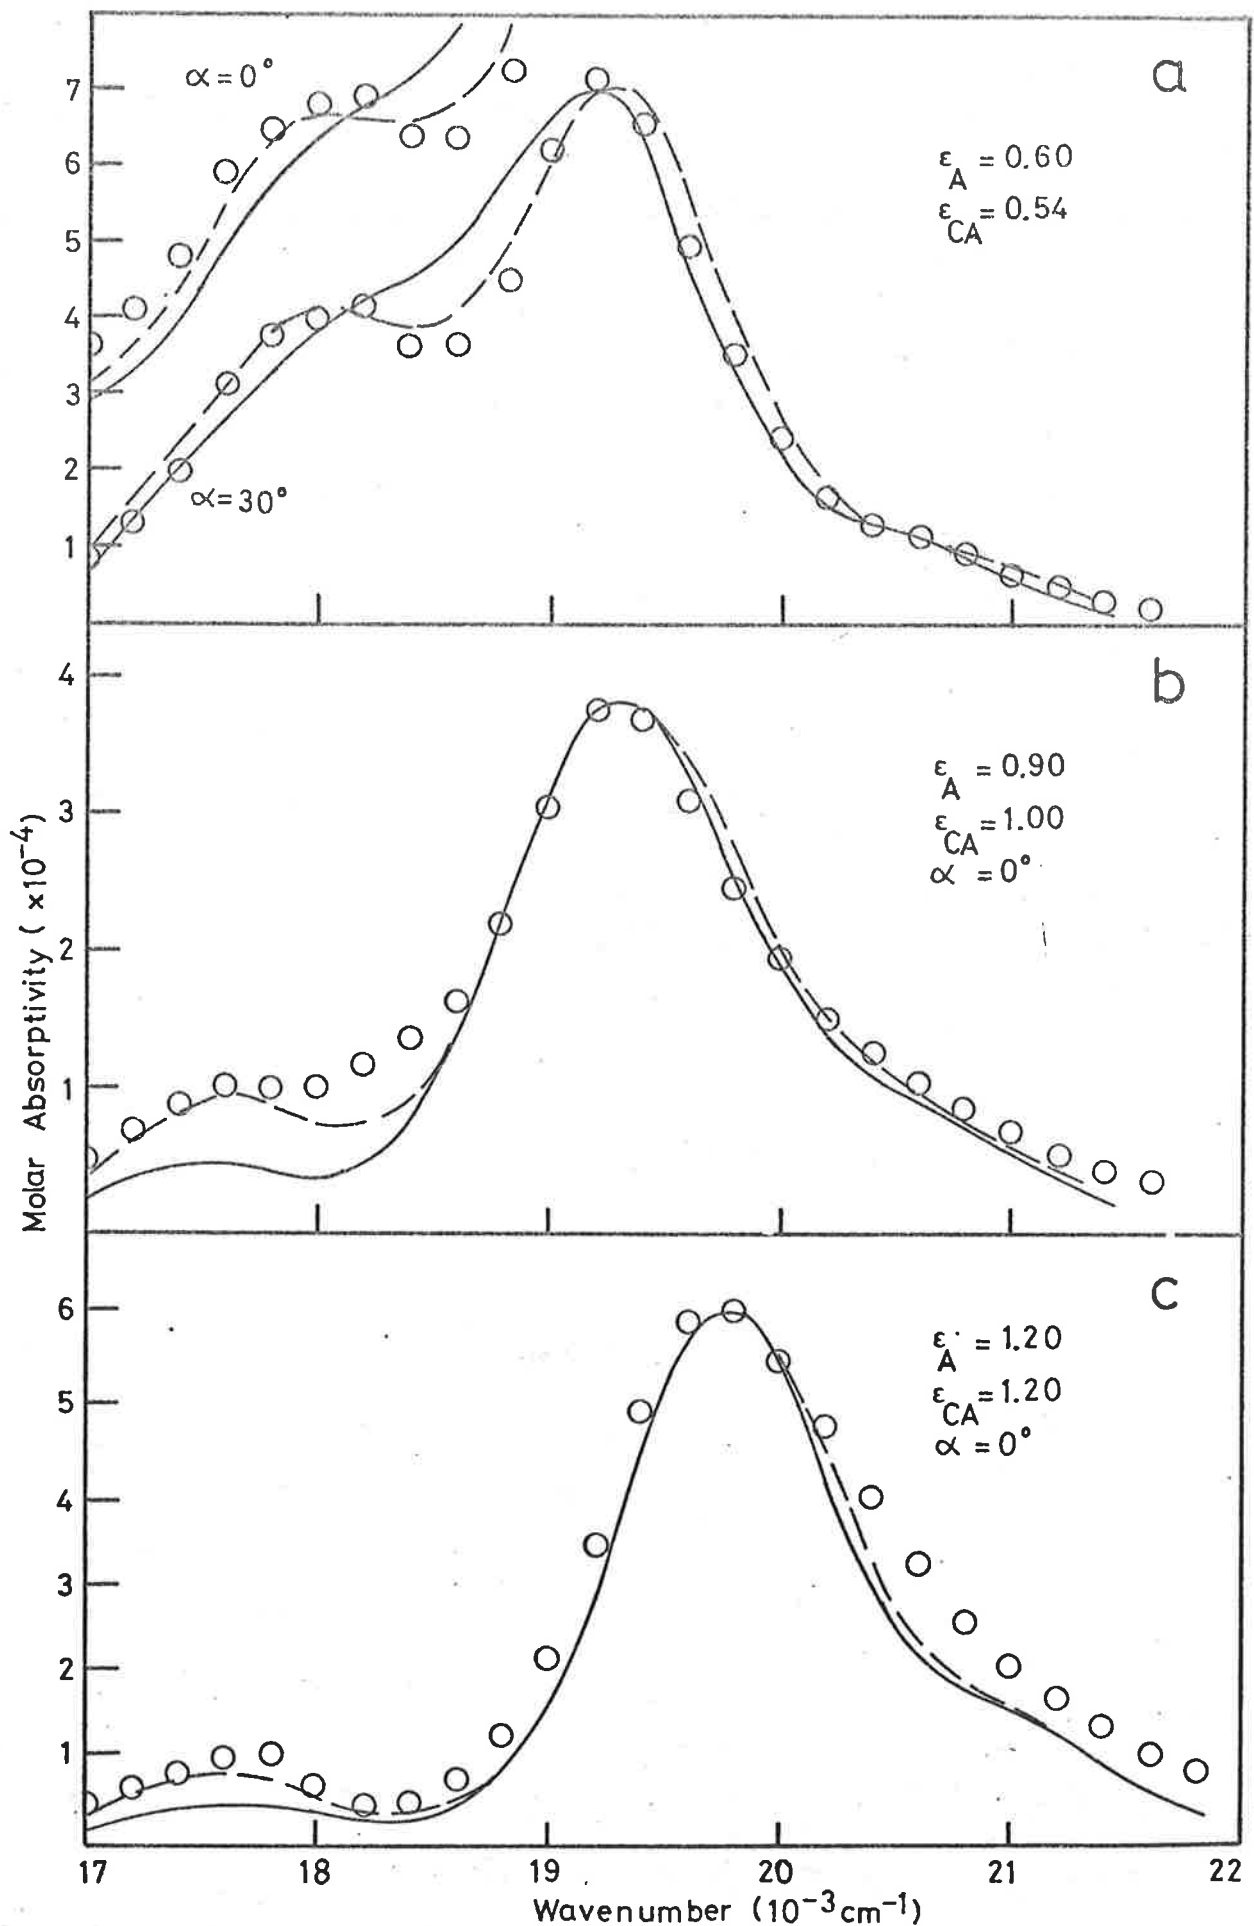 a
α = 0°
7
6
5
4
3
2
1
ε_A = 0.60
ε_CA = 0.54
α = 30°
b
4
3
2
1
ε_A = 0.90
ε_CA = 1.00
α = 0°
Molar Absorptivity ( x10⁻⁴)
c
6
5
4
3
2
1
ε_A = 1.20
ε_CA = 1.20
α = 0°
17 18 19 20 21 22
Wavenumber (10⁻³cm⁻¹)